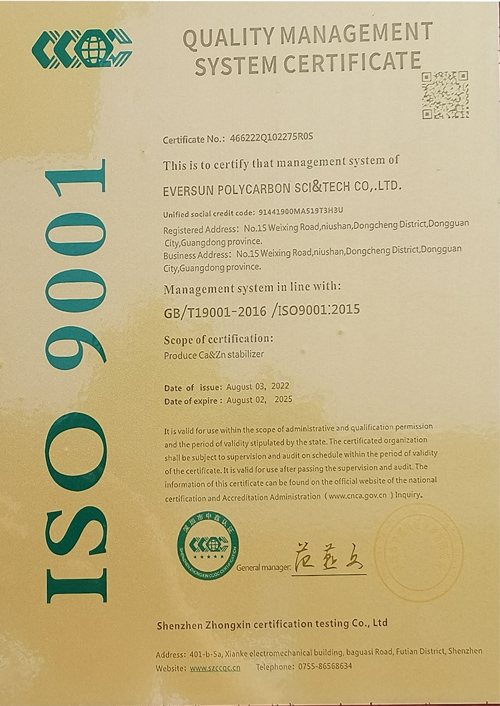 CCQC
QUALITY MANAGEMENT
SYSTEM CERTIFICATE
ISO 9001
Certificate No.: 466222Q102275R0S
This is to certify that management system of
EVERSUN POLYCARBON SCI&TECH CO,.LTD.
Unified social credit code: 91441900MA519T3H3U
Registered Address: No.15 Weixing Road,niushan,Dongcheng District,Dongguan
City,Guangdong province.
Business Address: No.15 Weixing Road,niushan,Dongcheng District,Dongguan
City,Guangdong province.
Management system in line with:
GB/T19001-2016 /ISO9001:2015
Scope of certification:
Produce Ca&Zn stabilizer
Date of issue: August 03, 2022
Date of expire: August 02, 2025
It is valid for use within the scope of administrative and qualification permission
and the period of validity stipulated by the state. The certificated organization
shall be subject to supervision and audit on schedule within the period of validity
of the certificate. It is valid for use after passing the supervision and audit. The
information of this certificate can be found on the official website of the national
certification and Accreditation Administration ( www.cnca.gov.cn ) Inquiry.
CCQC
General manager:
Shenzhen Zhongxin certification testing Co., Ltd
Address: 401-b-5a, Xianke electromechanical building, baguasi Road, Futian District, Shenzhen
Website: www.szccqc.cn Telephone: 0755-86568634